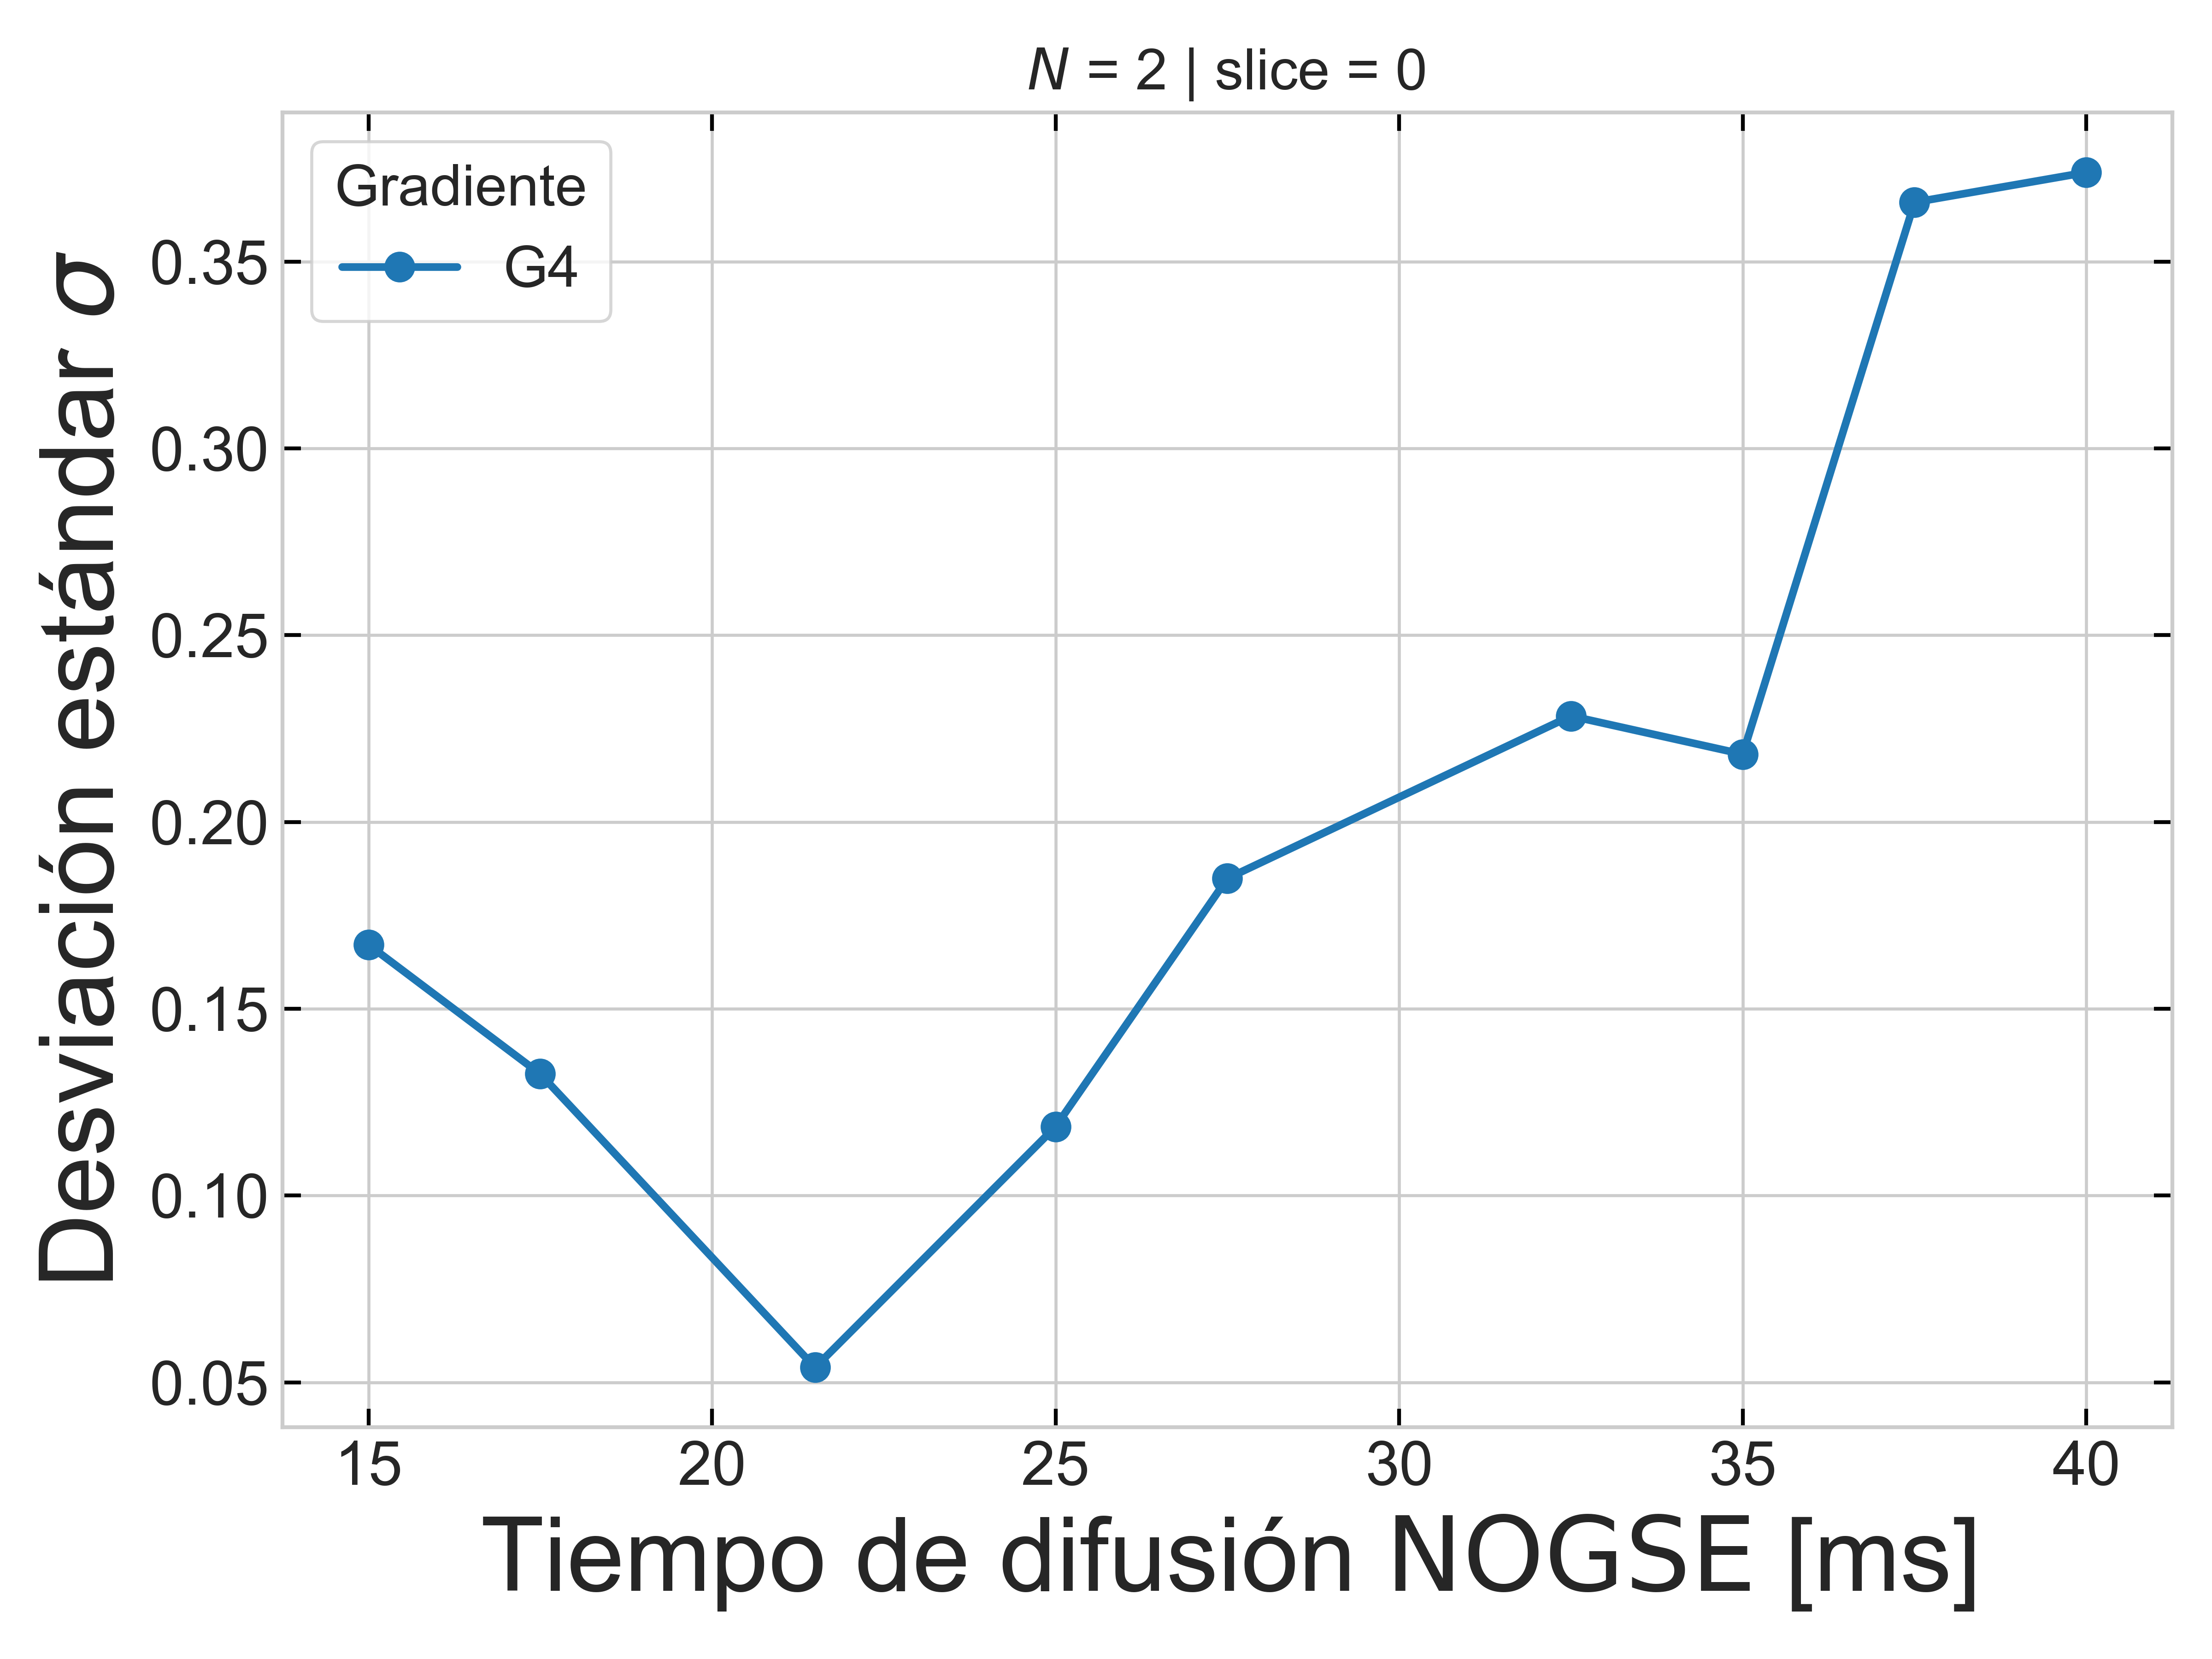 N = 2 | slice = 0
Gradiente
G4
Desviación estándar σ
0.35
0.30
0.25
0.20
0.15
0.10
0.05
15 20 25 30 35 40
Tiempo de difusión NOGSE [ms]